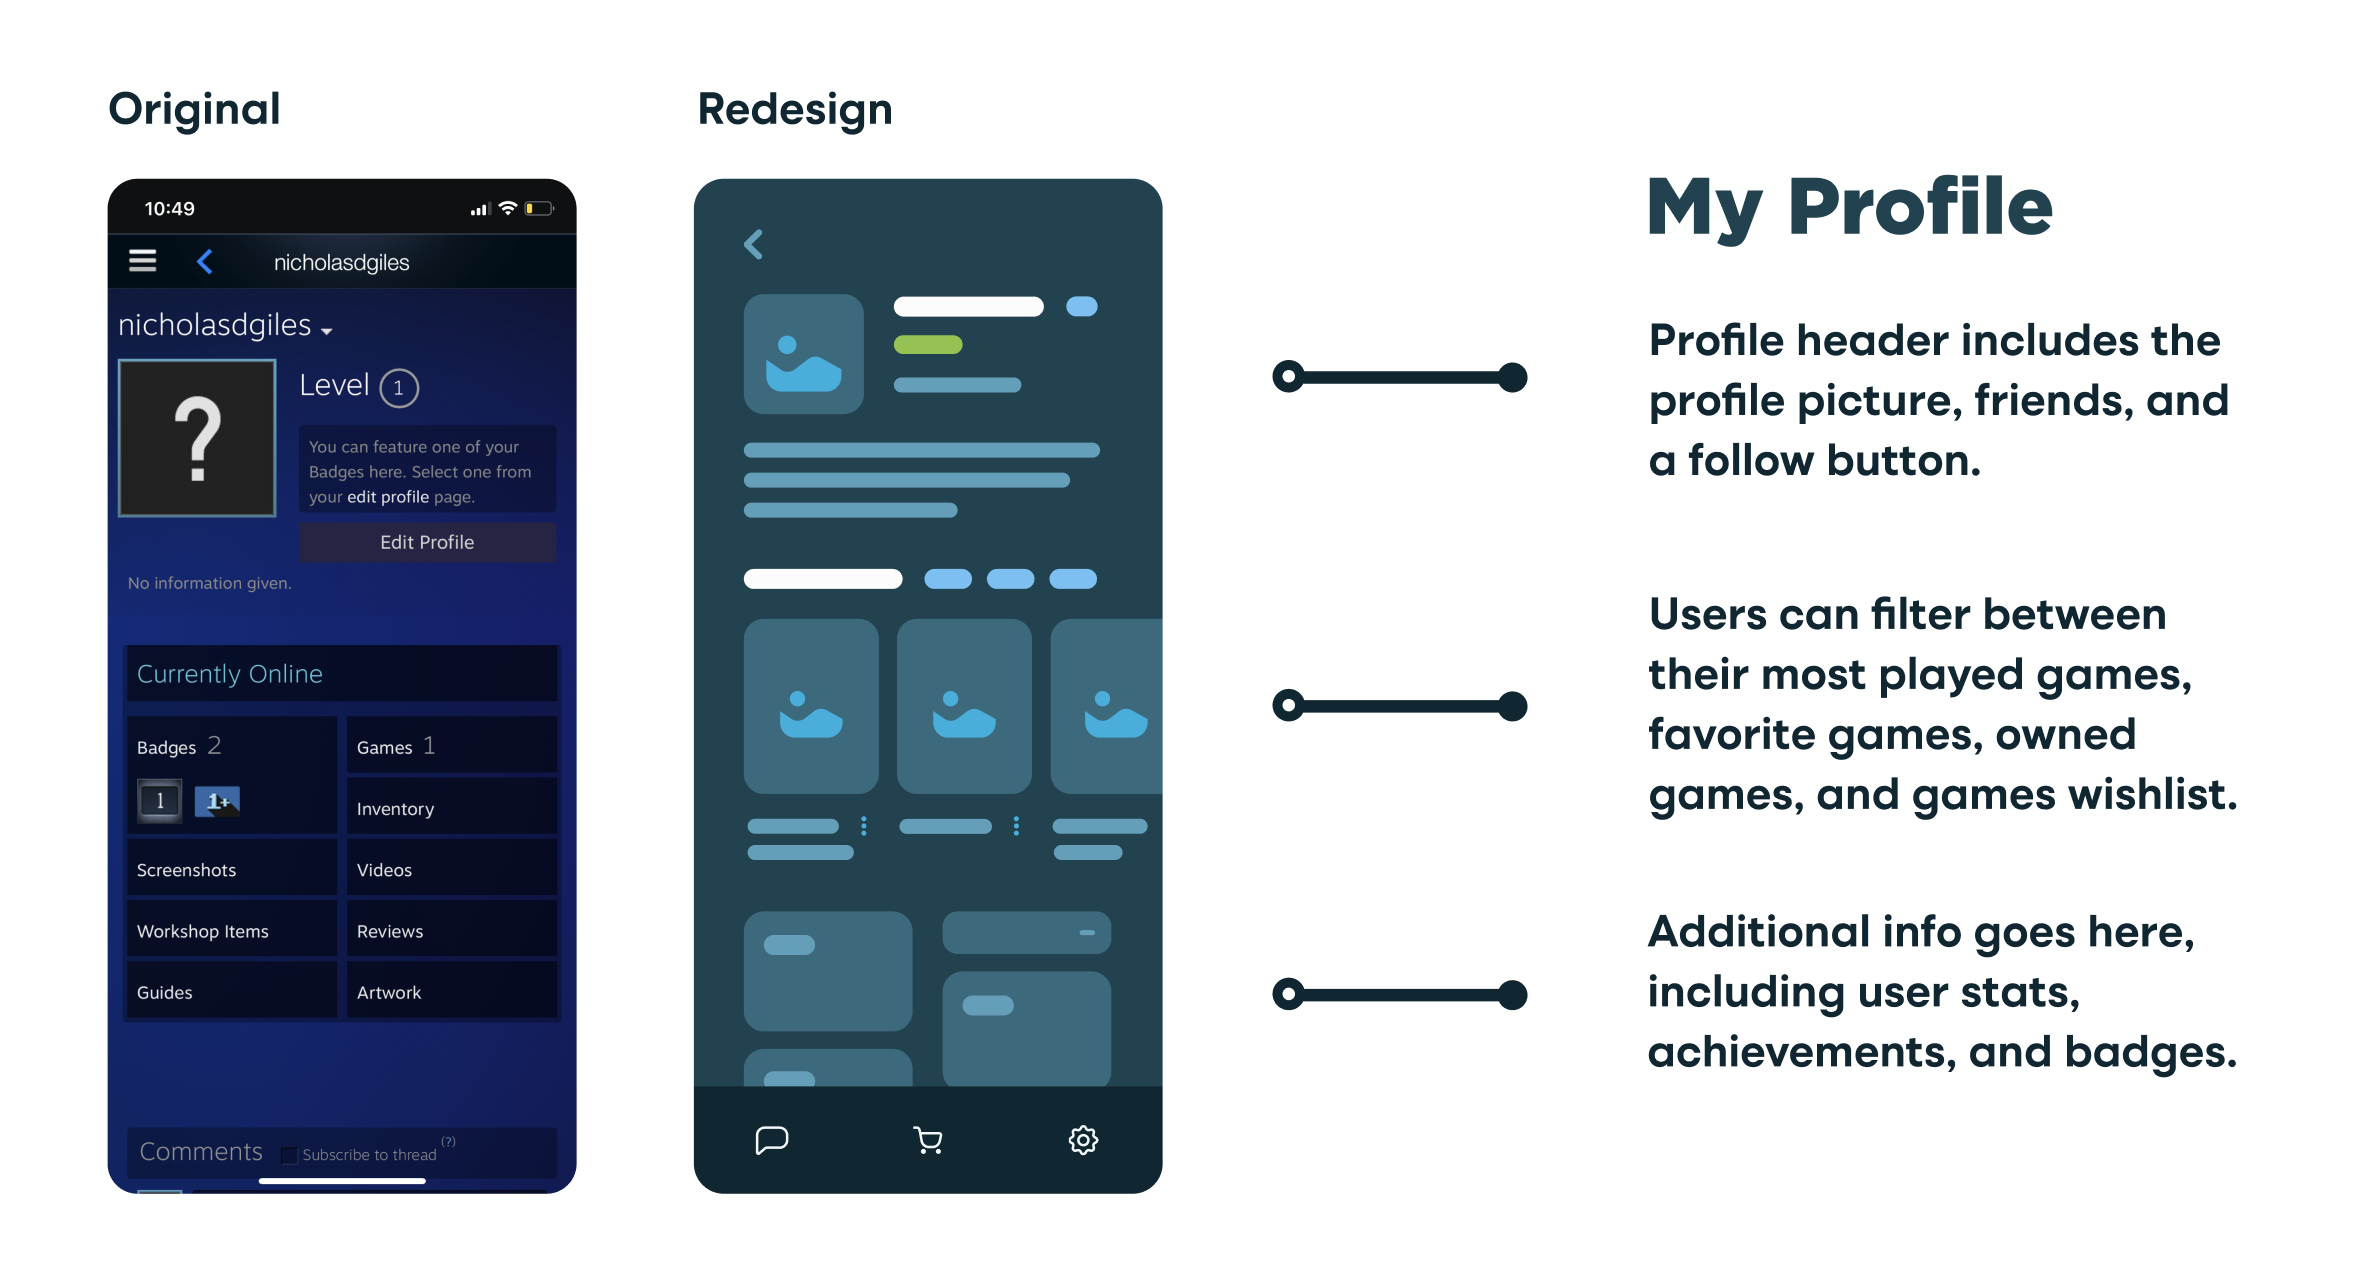 Original
Redesign
10:49
nicholasdgiles
nicholasdgiles
?
Level 1
You can feature one of your
Badges here. Select one from
your edit profile page.
Edit Profile
No information given.
Currently Online
Badges 2
Games 1
1 1+
Inventory
Screenshots
Videos
Workshop Items
Reviews
Guides
Artwork
Comments Subscribe to thread (?)
My Profile
Profile header includes the
profile picture, friends, and
a follow button.
Users can filter between
their most played games,
favorite games, owned
games, and games wishlist.
Additional info goes here,
including user stats,
achievements, and badges.